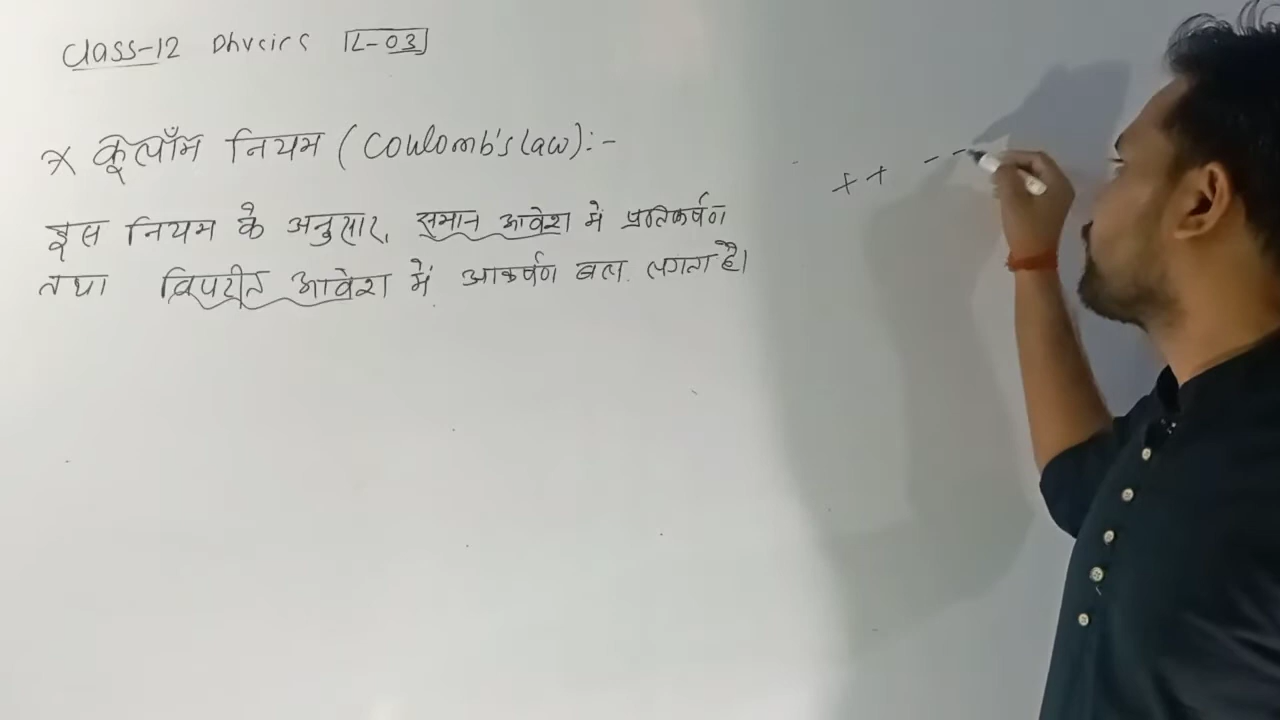 Class-12 Physics L-03
× कूलॉम नियम (Coulomb's law):-
इस नियम के अनुसार, समान आवेश में प्रतिकर्षण
तथा विपरीत आवेश में आकर्षण बल लगता है।
+ + - -